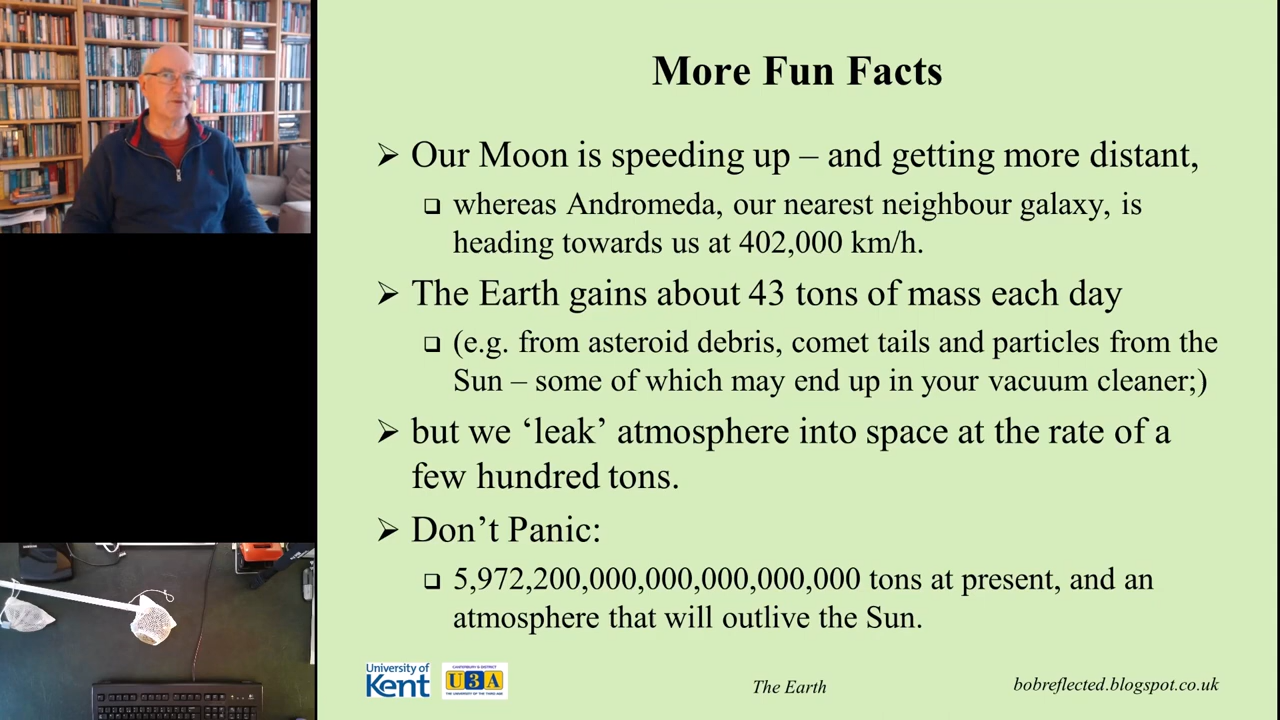 More Fun Facts
Our Moon is speeding up – and getting more distant,
whereas Andromeda, our nearest neighbour galaxy, is
heading towards us at 402,000 km/h.
The Earth gains about 43 tons of mass each day
(e.g. from asteroid debris, comet tails and particles from the
Sun – some of which may end up in your vacuum cleaner;)
but we ‘leak’ atmosphere into space at the rate of a
few hundred tons.
Don’t Panic:
5,972,200,000,000,000,000,000 tons at present, and an
atmosphere that will outlive the Sun.
University of
Kent
CANTERBURY & DISTRICT
U3A
THE UNIVERSITY OF THE THIRD AGE
The Earth
bobreflected.blogspot.co.uk